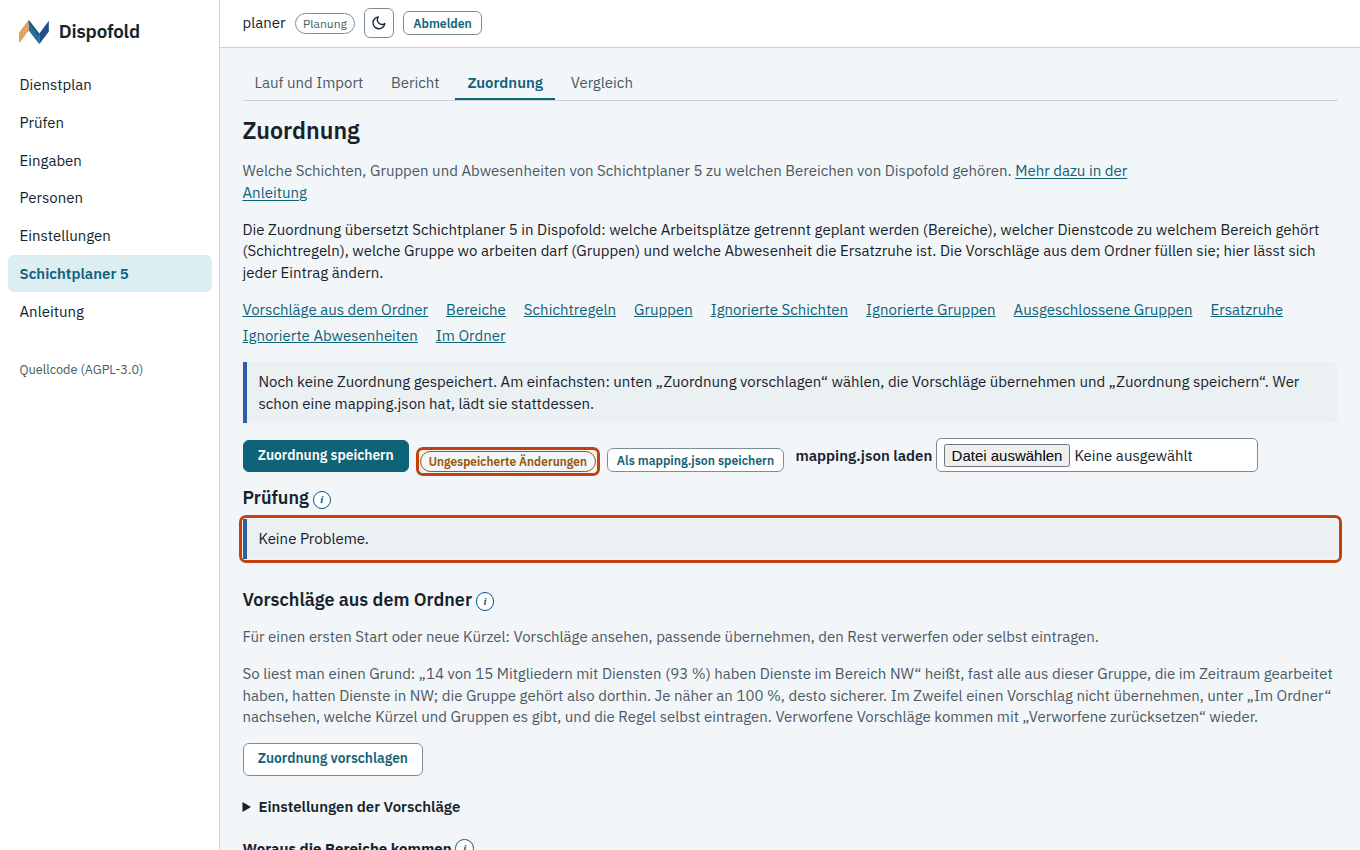 Dispofold
planer
Planung
Abmelden
Dienstplan
Prüfen
Eingaben
Personen
Einstellungen
Schichtplaner 5
Anleitung
Quellcode (AGPL-3.0)
Lauf und Import
Bericht
Zuordnung
Vergleich
Zuordnung
Welche Schichten, Gruppen und Abwesenheiten von Schichtplaner 5 zu welchen Bereichen von Dispofold gehören. Mehr dazu in der
Anleitung
Die Zuordnung übersetzt Schichtplaner 5 in Dispofold: welche Arbeitsplätze getrennt geplant werden (Bereiche), welcher Dienstcode zu welchem Bereich gehört
(Schichtregeln), welche Gruppe wo arbeiten darf (Gruppen) und welche Abwesenheit die Ersatzruhe ist. Die Vorschläge aus dem Ordner füllen sie; hier lässt sich
jeder Eintrag ändern.
Vorschläge aus dem Ordner Bereiche Schichtregeln Gruppen Ignorierte Schichten Ignorierte Gruppen Ausgeschlossene Gruppen Ersatzruhe
Ignorierte Abwesenheiten Im Ordner
Noch keine Zuordnung gespeichert. Am einfachsten: unten „Zuordnung vorschlagen“ wählen, die Vorschläge übernehmen und „Zuordnung speichern“. Wer
schon eine mapping.json hat, lädt sie stattdessen.
Zuordnung speichern Ungespeicherte Änderungen Als mapping.json speichern mapping.json laden Datei auswählen Keine ausgewählt
Prüfung i
Keine Probleme.
Vorschläge aus dem Ordner i
Für einen ersten Start oder neue Kürzel: Vorschläge ansehen, passende übernehmen, den Rest verwerfen oder selbst eintragen.
So liest man einen Grund: „14 von 15 Mitgliedern mit Diensten (93 %) haben Dienste im Bereich NW“ heißt, fast alle aus dieser Gruppe, die im Zeitraum gearbeitet
haben, hatten Dienste in NW; die Gruppe gehört also dorthin. Je näher an 100 %, desto sicherer. Im Zweifel einen Vorschlag nicht übernehmen, unter „Im Ordner“
nachsehen, welche Kürzel und Gruppen es gibt, und die Regel selbst eintragen. Verworfene Vorschläge kommen mit „Verworfene zurücksetzen“ wieder.
Zuordnung vorschlagen
Einstellungen der Vorschläge
Woraus die Bereiche kommen i